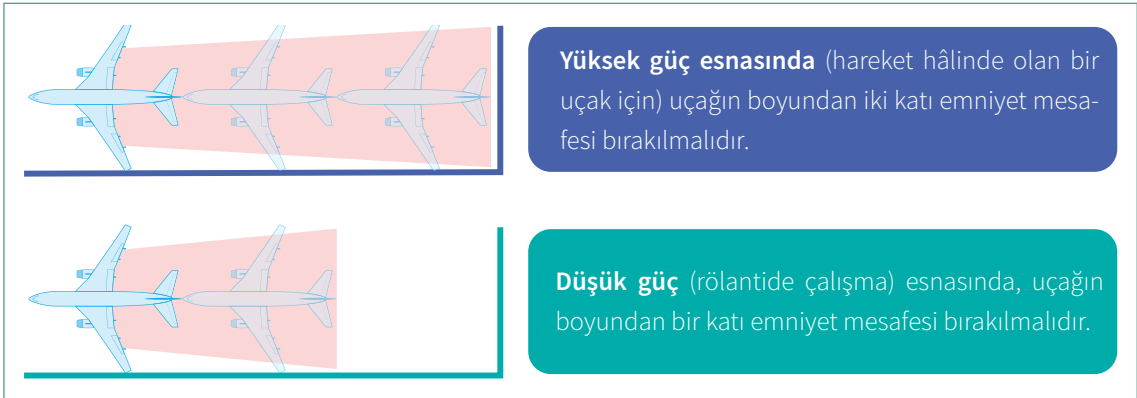 Yüksek güç esnasında (hareket hâlinde olan bir
uçak için) uçağın boyundan iki katı emniyet mesa-
fesi bırakılmalıdır.
Düşük güç (rölantide çalışma) esnasında, uçağın
boyundan bir katı emniyet mesafesi bırakılmalıdır.